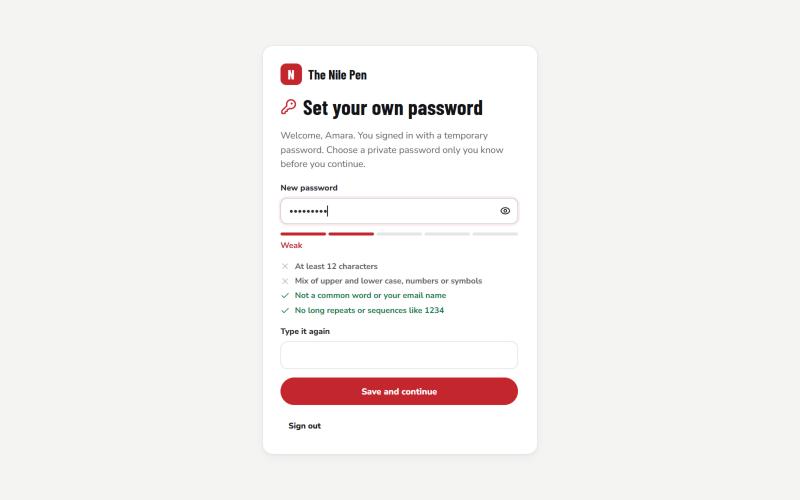 N The Nile Pen
Set your own password
Welcome, Amara. You signed in with a temporary
password. Choose a private password only you know
before you continue.
New password
•••••••••
Weak
At least 12 characters
Mix of upper and lower case, numbers or symbols
Not a common word or your email name
No long repeats or sequences like 1234
Type it again
Save and continue
Sign out